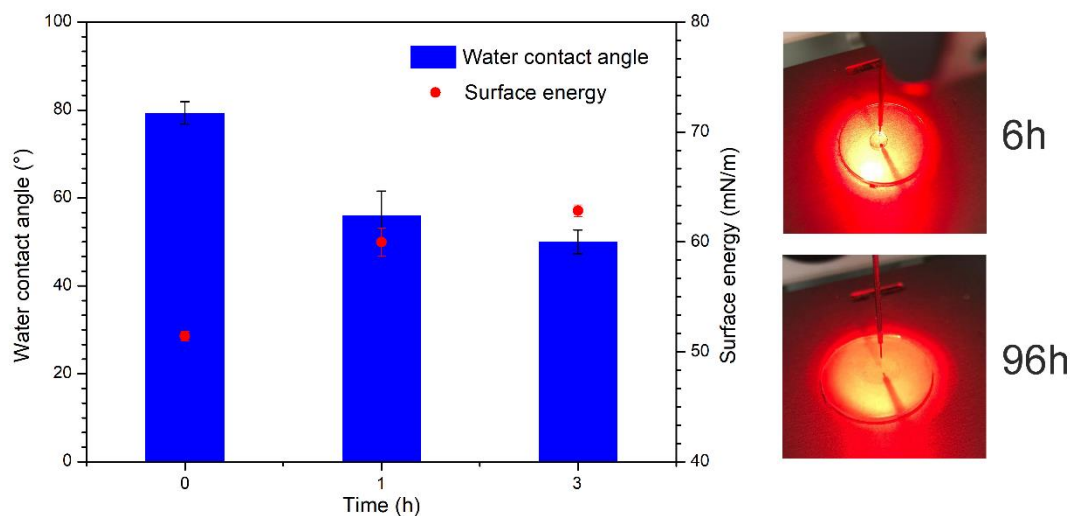 Water contact angle (°)
100
80
60
40
20
0
Water contact angle
Surface energy
0
1
3
Time (h)
80
70
60
50
40
Surface energy (mN/m)
6h
96h